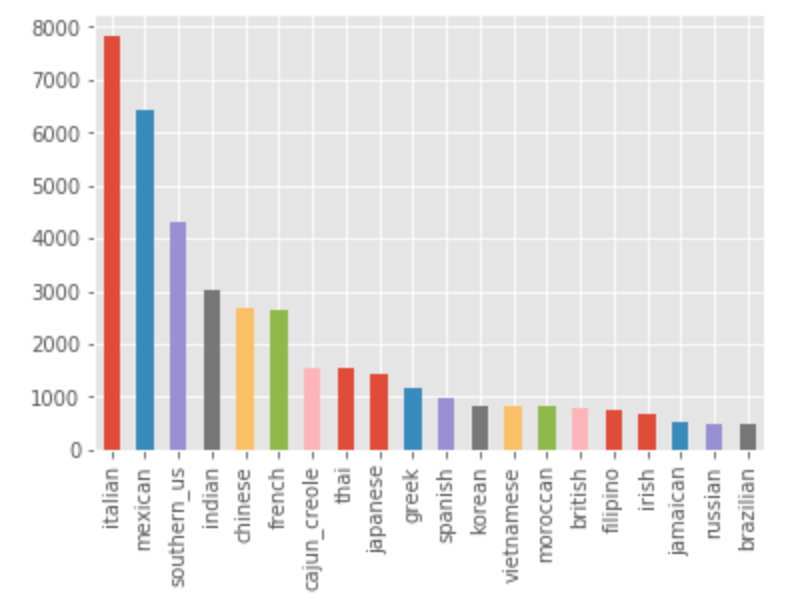 8000
7000
6000
5000
4000
3000
2000
1000
0
italian
mexican
southern_us
indian
chinese
french
cajun_creole
thai
japanese
greek
spanish
korean
vietnamese
moroccan
british
filipino
irish
jamaican
russian
brazilian